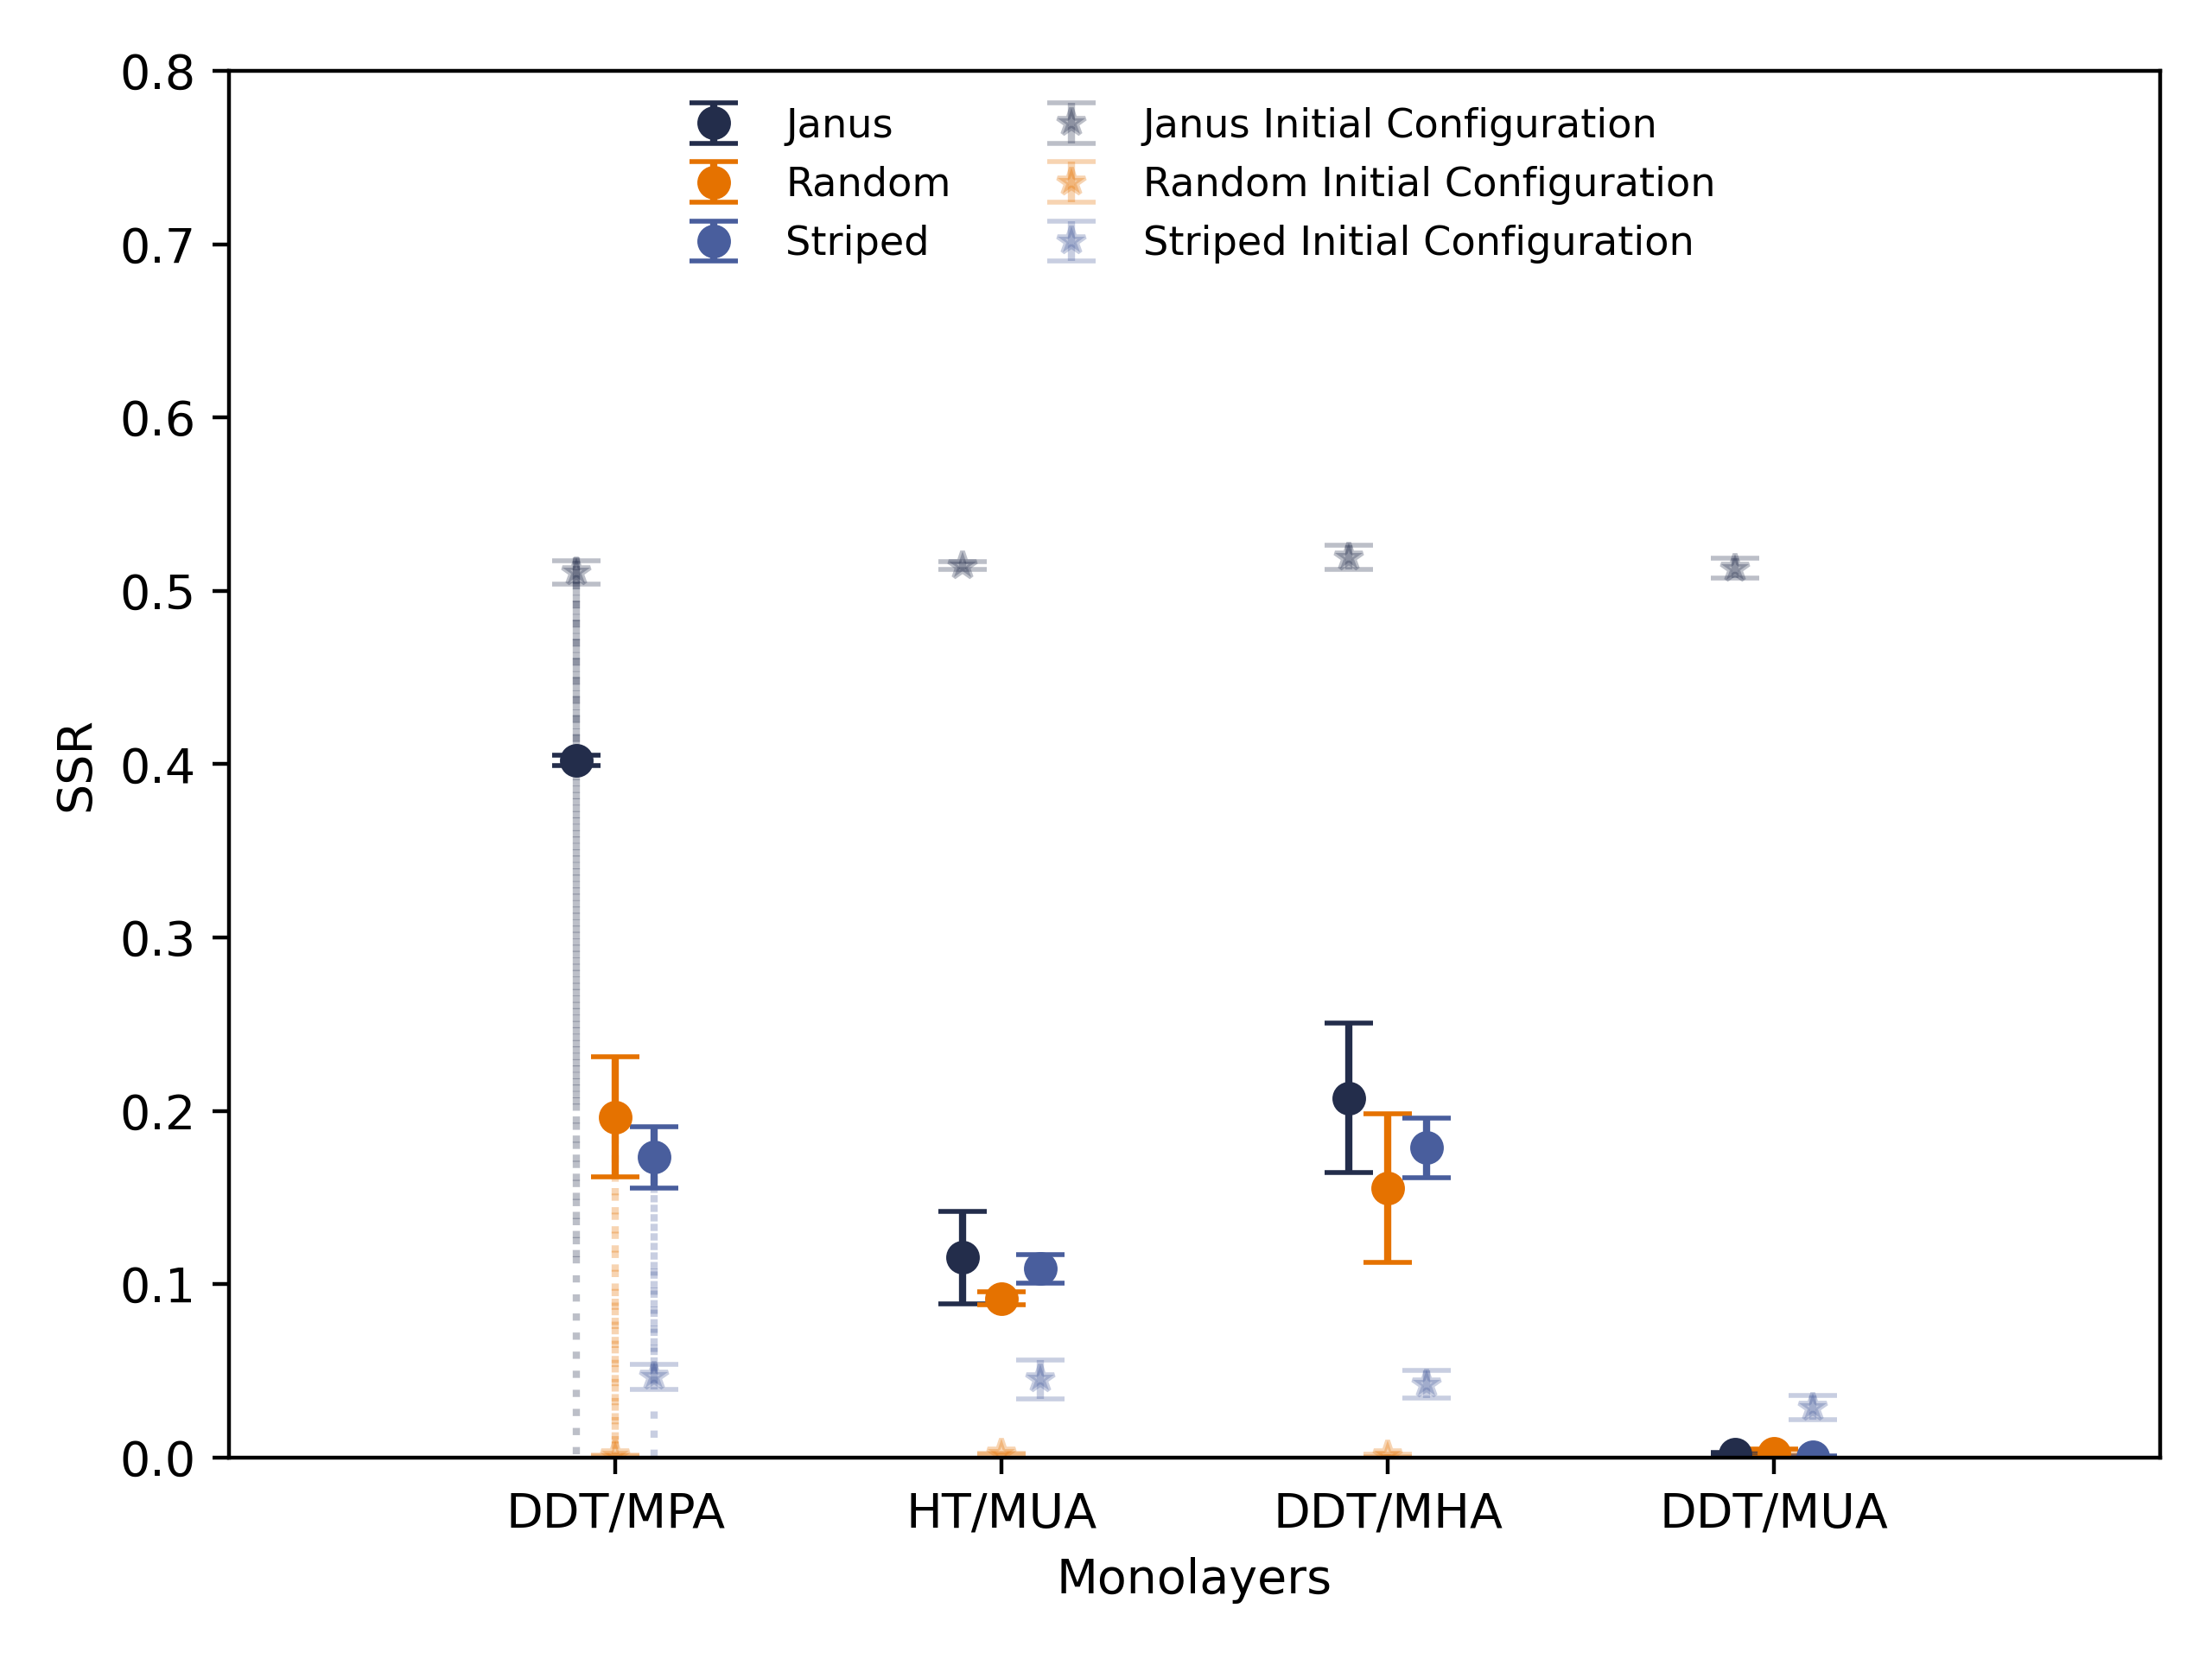 0.8
0.7
0.6
0.5
0.4
0.3
0.2
0.1
0.0
SSR
Janus
Random
Striped
Janus Initial Configuration
Random Initial Configuration
Striped Initial Configuration
DDT/MPA
HT/MUA
DDT/MHA
DDT/MUA
Monolayers